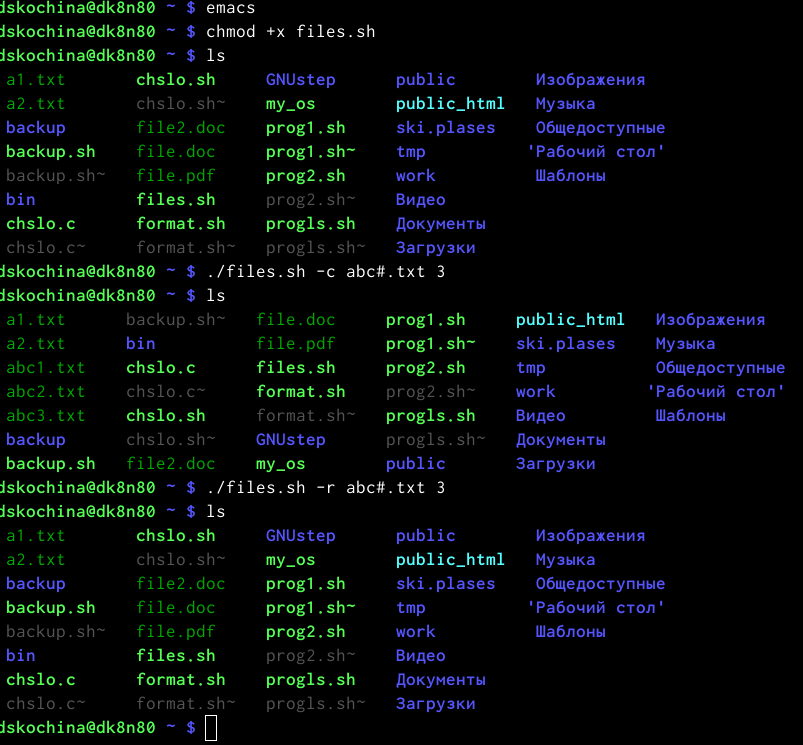 dskochina@dk8n80 ~ $ emacs
dskochina@dk8n80 ~ $ chmod +x files.sh
dskochina@dk8n80 ~ $ ls
a1.txt chslo.sh GNUstep public Изображения
a2.txt chslo.sh~ my_os public_html Музыка
backup file2.doc prog1.sh ski.plases Общедоступные
backup.sh file.doc prog1.sh~ tmp 'Рабочий стол'
backup.sh~ file.pdf prog2.sh work Шаблоны
bin files.sh prog2.sh~ Видео
chslo.c format.sh progls.sh Документы
chslo.c~ format.sh~ progls.sh~ Загрузки
dskochina@dk8n80 ~ $ ./files.sh -c abc#.txt 3
dskochina@dk8n80 ~ $ ls
a1.txt backup.sh~ file.doc prog1.sh public_html Изображения
a2.txt bin file.pdf prog1.sh~ ski.plases Музыка
abc1.txt chslo.c files.sh prog2.sh tmp Общедоступные
abc2.txt chslo.c~ format.sh prog2.sh~ work 'Рабочий стол'
abc3.txt chslo.sh format.sh~ progls.sh Видео Шаблоны
backup chslo.sh~ GNUstep progls.sh~ Документы
backup.sh file2.doc my_os public Загрузки
dskochina@dk8n80 ~ $ ./files.sh -r abc#.txt 3
dskochina@dk8n80 ~ $ ls
a1.txt chslo.sh GNUstep public Изображения
a2.txt chslo.sh~ my_os public_html Музыка
backup file2.doc prog1.sh ski.plases Общедоступные
backup.sh file.doc prog1.sh~ tmp 'Рабочий стол'
backup.sh~ file.pdf prog2.sh work Шаблоны
bin files.sh prog2.sh~ Видео
chslo.c format.sh progls.sh Документы
chslo.c~ format.sh~ progls.sh~ Загрузки
dskochina@dk8n80 ~ $